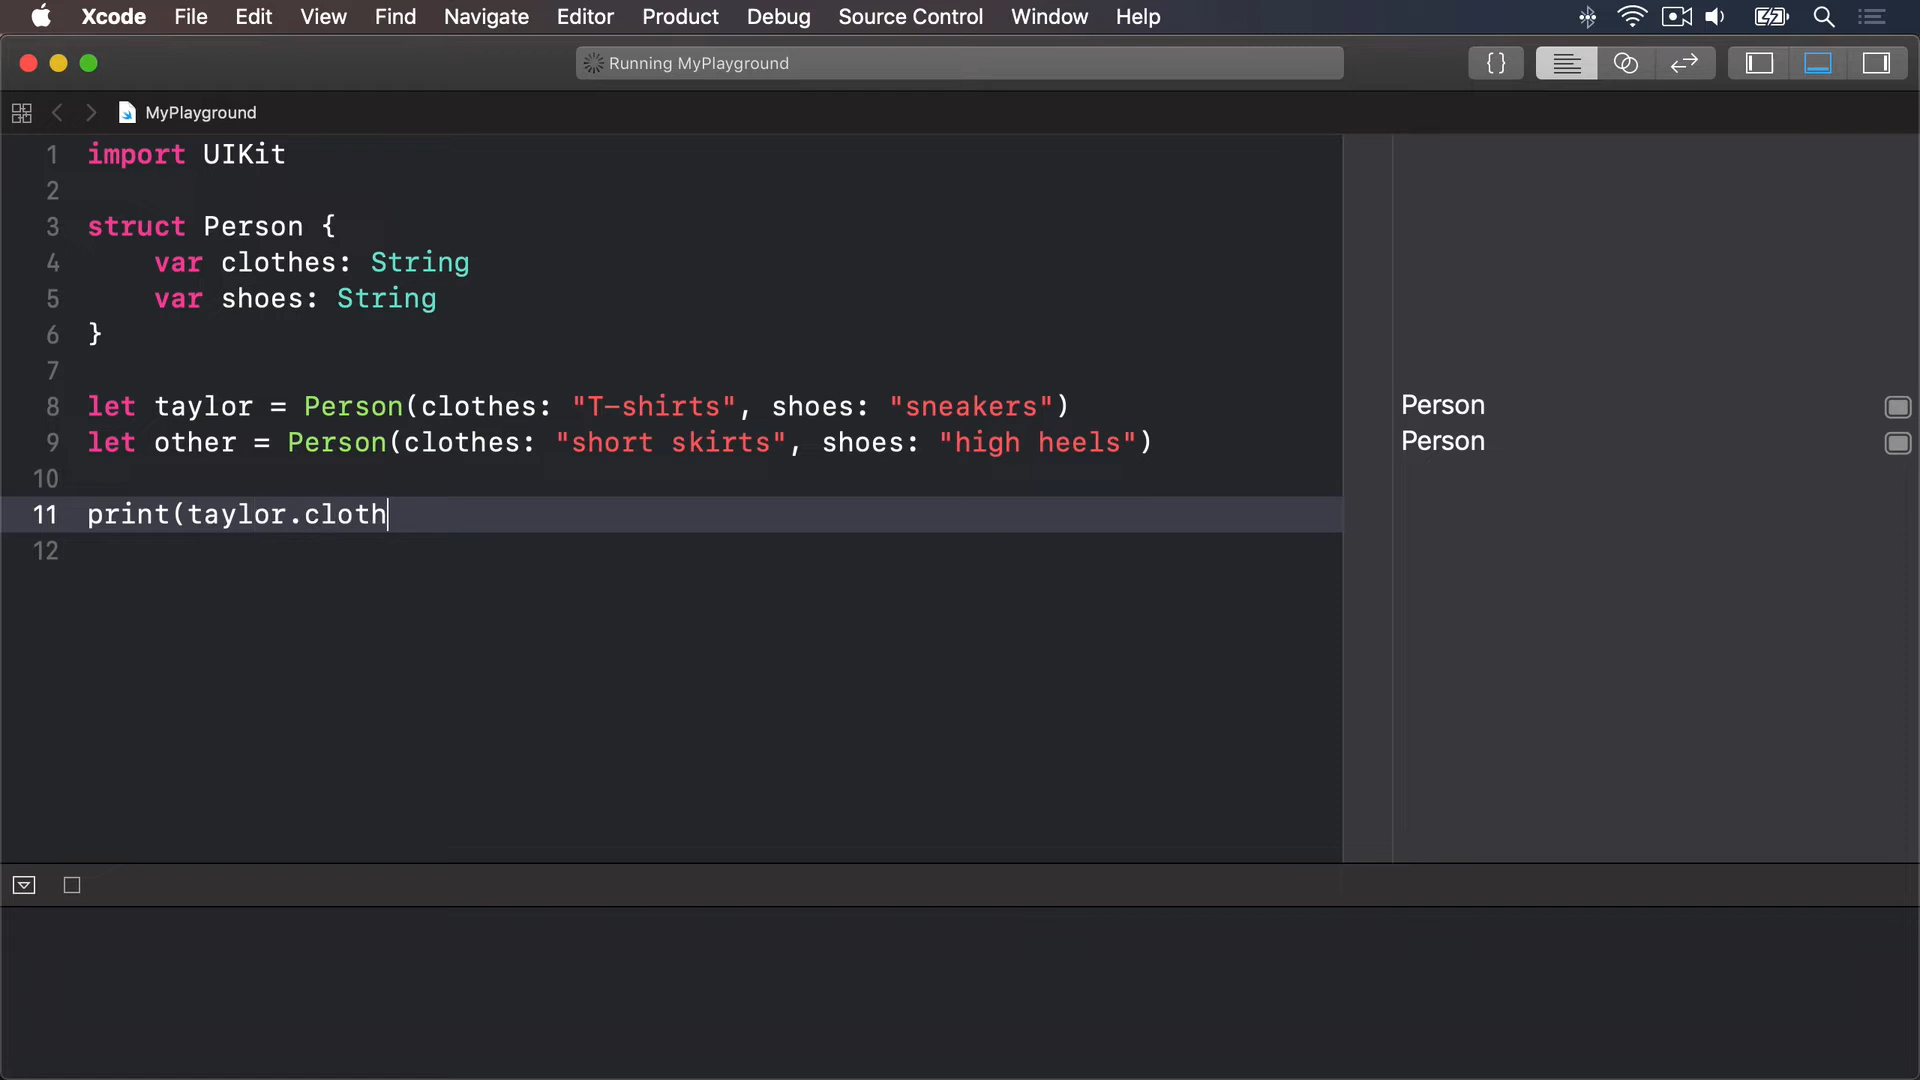 Xcode File Edit View Find Navigate Editor Product Debug Source Control Window Help
Running MyPlayground
{}
MyPlayground
1 import UIKit
2
3 struct Person {
4     var clothes: String
5     var shoes: String
6 }
7
8 let taylor = Person(clothes: "T-shirts", shoes: "sneakers") Person
9 let other = Person(clothes: "short skirts", shoes: "high heels") Person
10
11 print(taylor.cloth
12